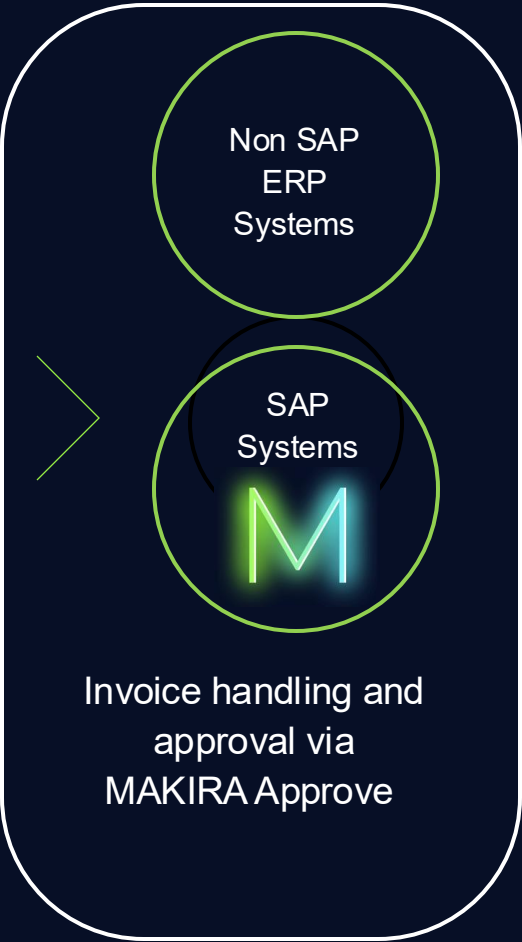 Non SAP
ERP
Systems
SAP
Systems
M
Invoice handling and
approval via
MAKIRA Approve